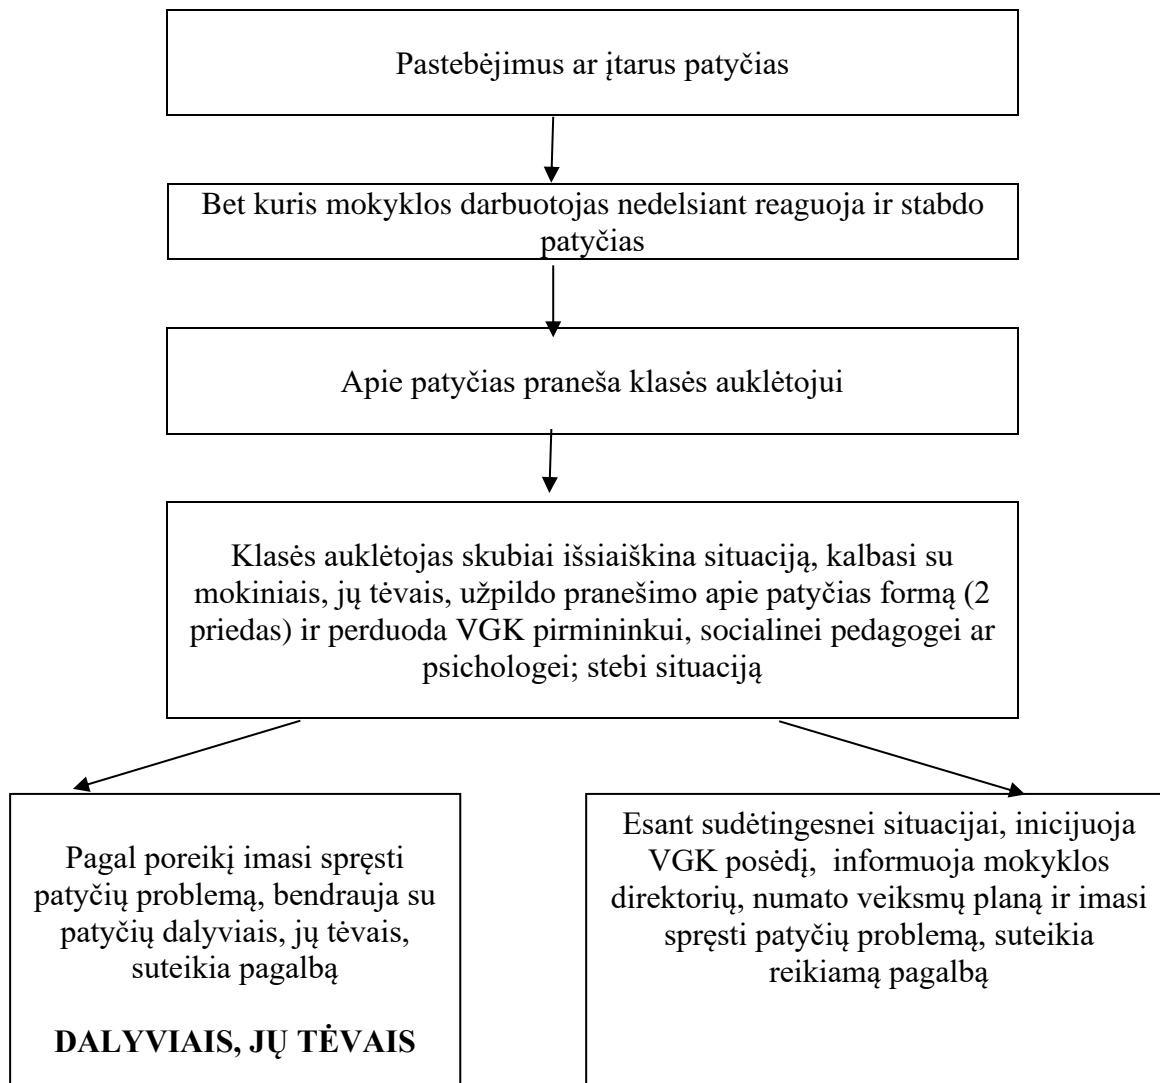 Pastebėjimus ar įtarus patyčias
Bet kuris mokyklos darbuotojas nedelsiant reaguoja ir stabdo
patyčias
Apie patyčias praneša klasės auklėtojui
Klasės auklėtojas skubiai išsiaiškina situaciją, kalbasi su
mokiniais, jų tėvais, užpildo pranešimo apie patyčias formą (2
priedas) ir perduoda VGK pirmininkui, socialinei pedagogei ar
psichologei; stebi situaciją
Pagal poreikį imasi spręsti
patyčių problemą, bendrauja su
patyčių dalyviais, jų tėvais,
suteikia pagalbą
DALYVIAIS, JŲ TĖVAIS
Esant sudėtingesnei situacijai, inicijuoja
VGK posėdį, informuoja mokyklos
direktorių, numato veiksmų planą ir imasi
spręsti patyčių problemą, suteikia
reikiamą pagalbą